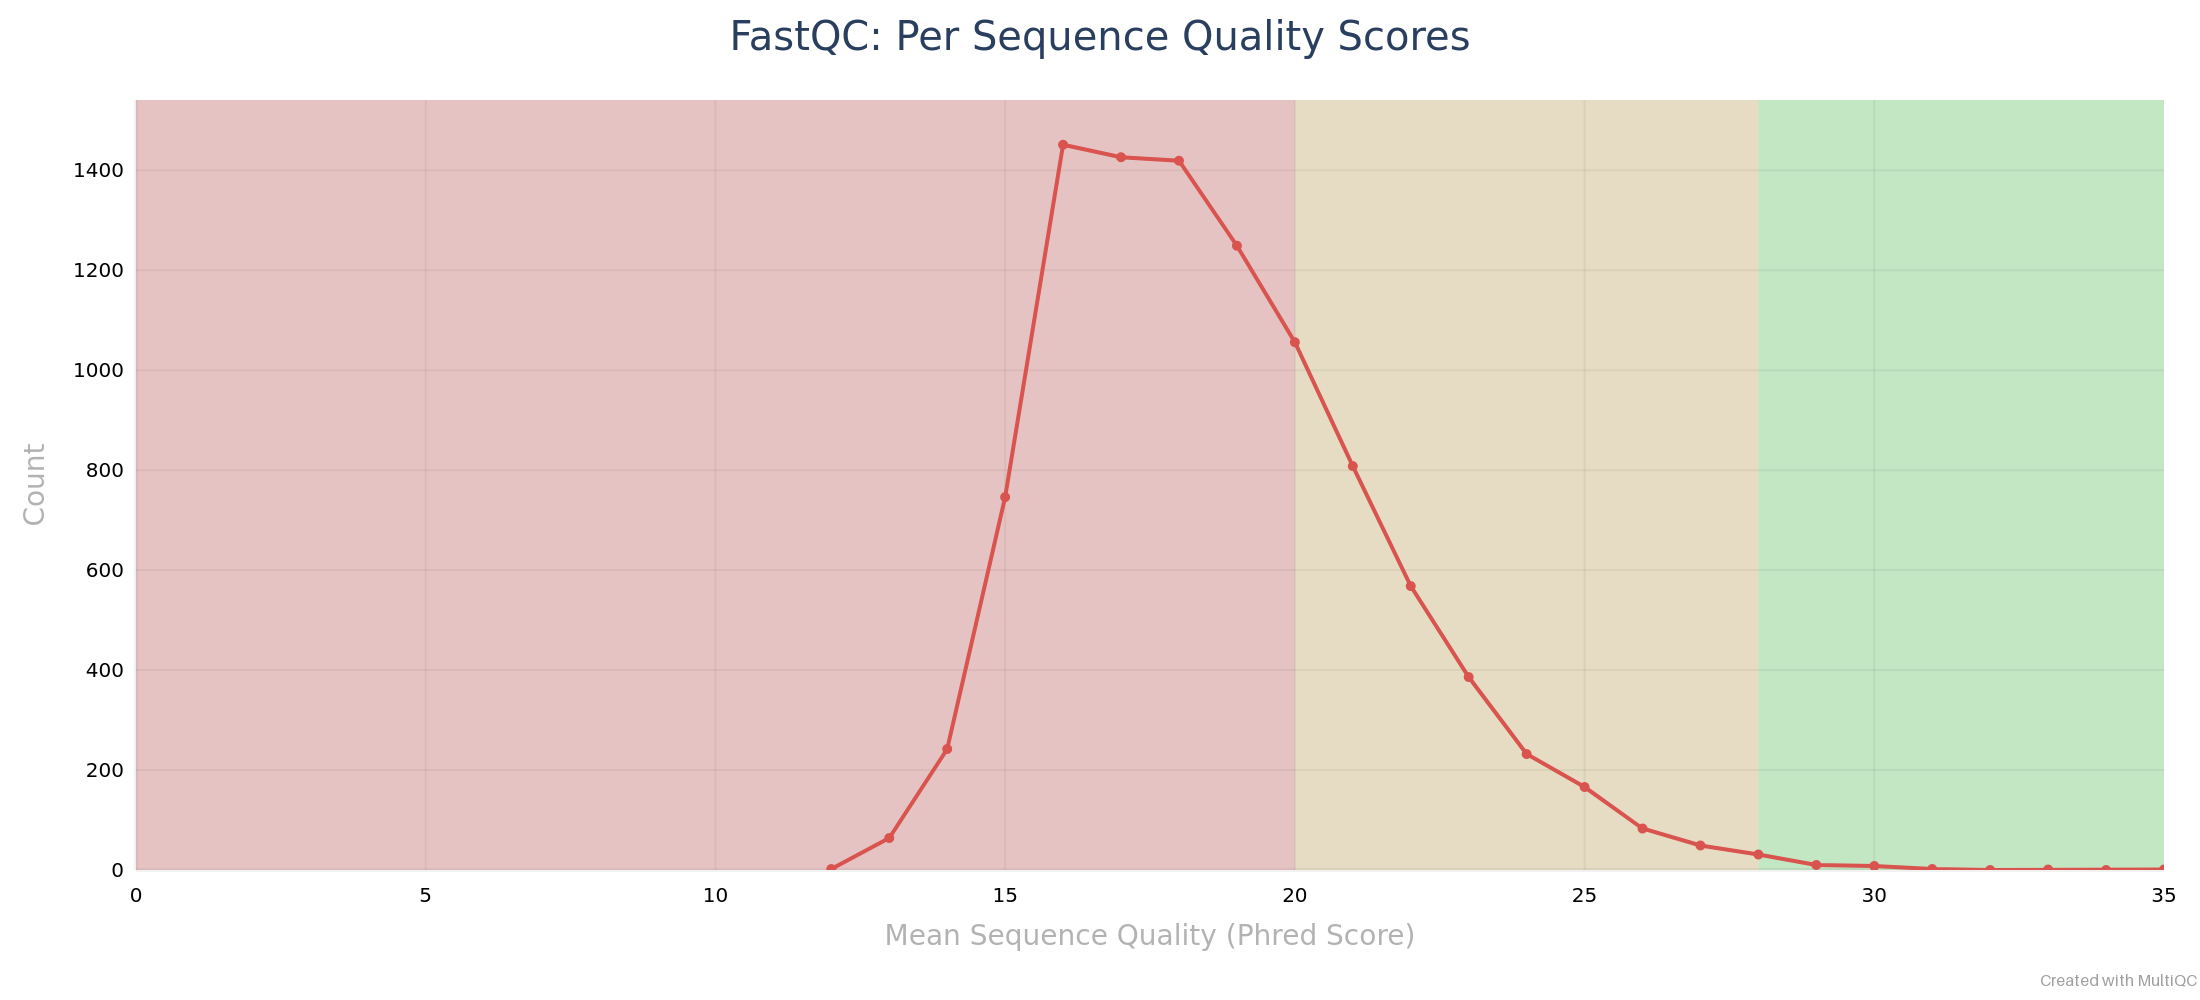 FastQC: Per Sequence Quality Scores
1400
1200
1000
800
600
400
200
0
Count
0 5 10 15 20 25 30 35
Mean Sequence Quality (Phred Score)
Created with MultiQC